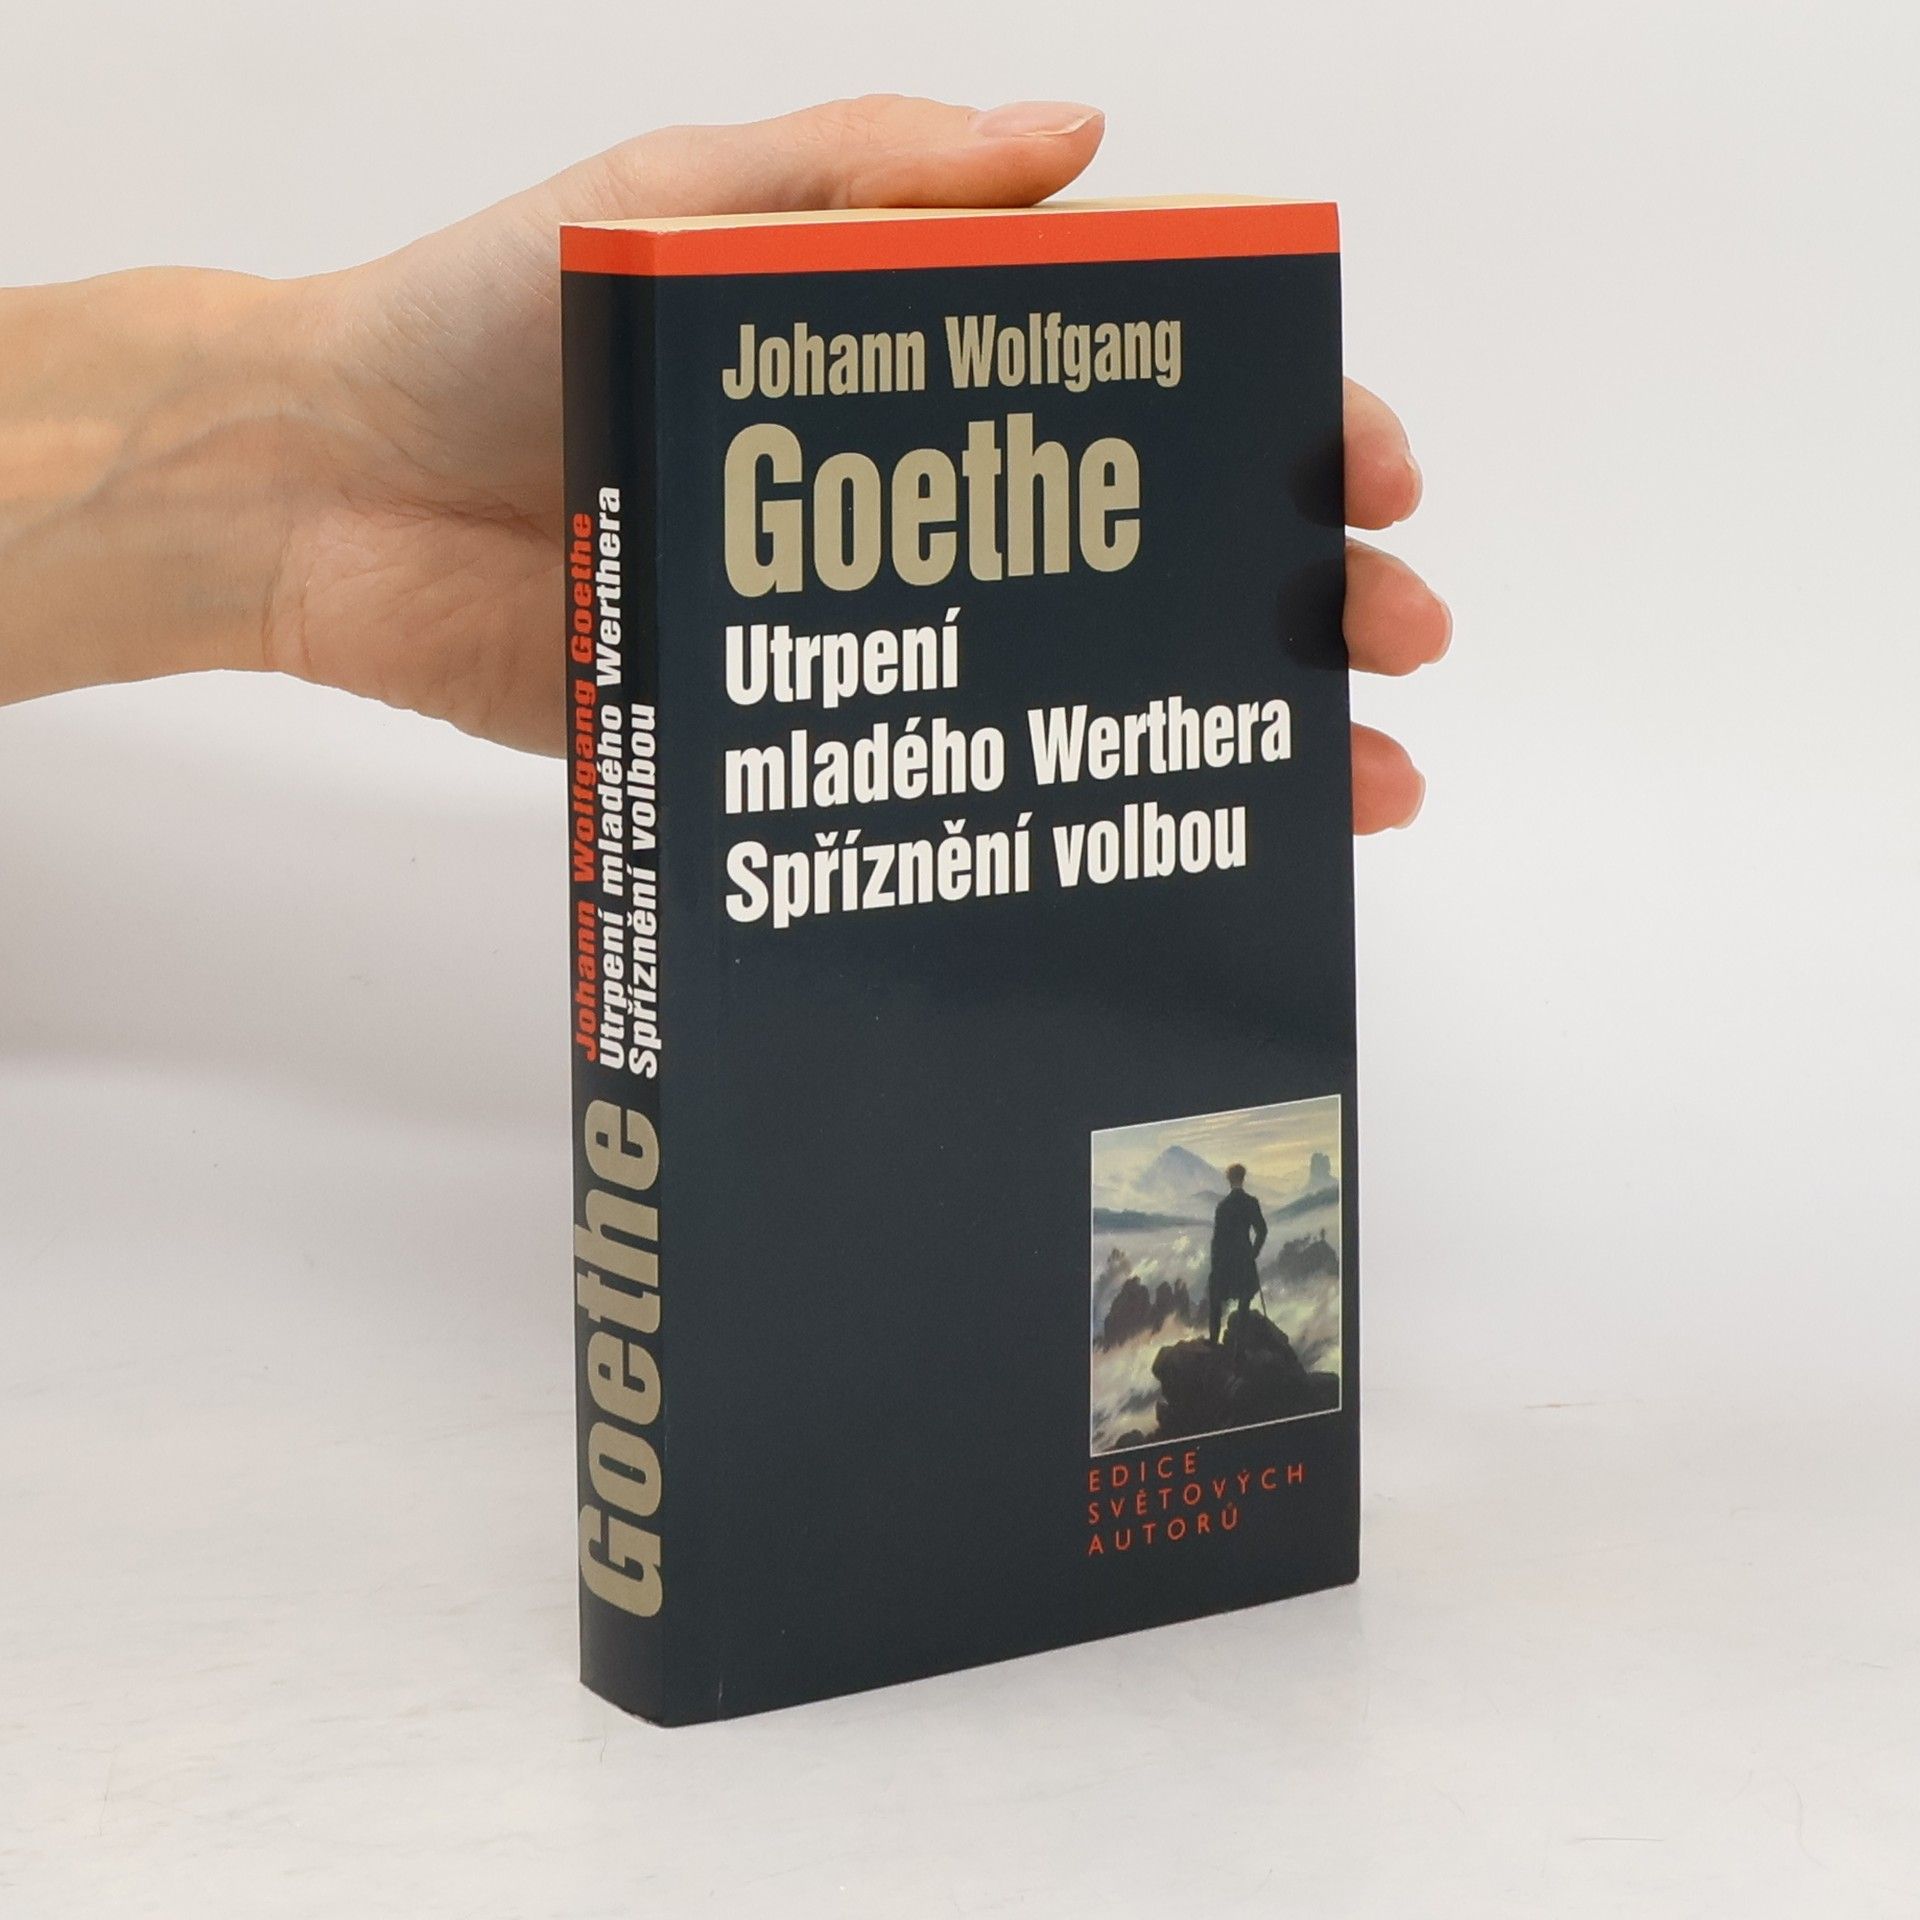 Johann Wolfgang
Goethe
Utrpení
mladého Werthera
Spříznění volbou
EDICE
SVĚTOVÝCH
AUTORŮ
Goethe
Johann Wolfgang Goethe
Utrpení mladého Werthera
Spříznění volbou